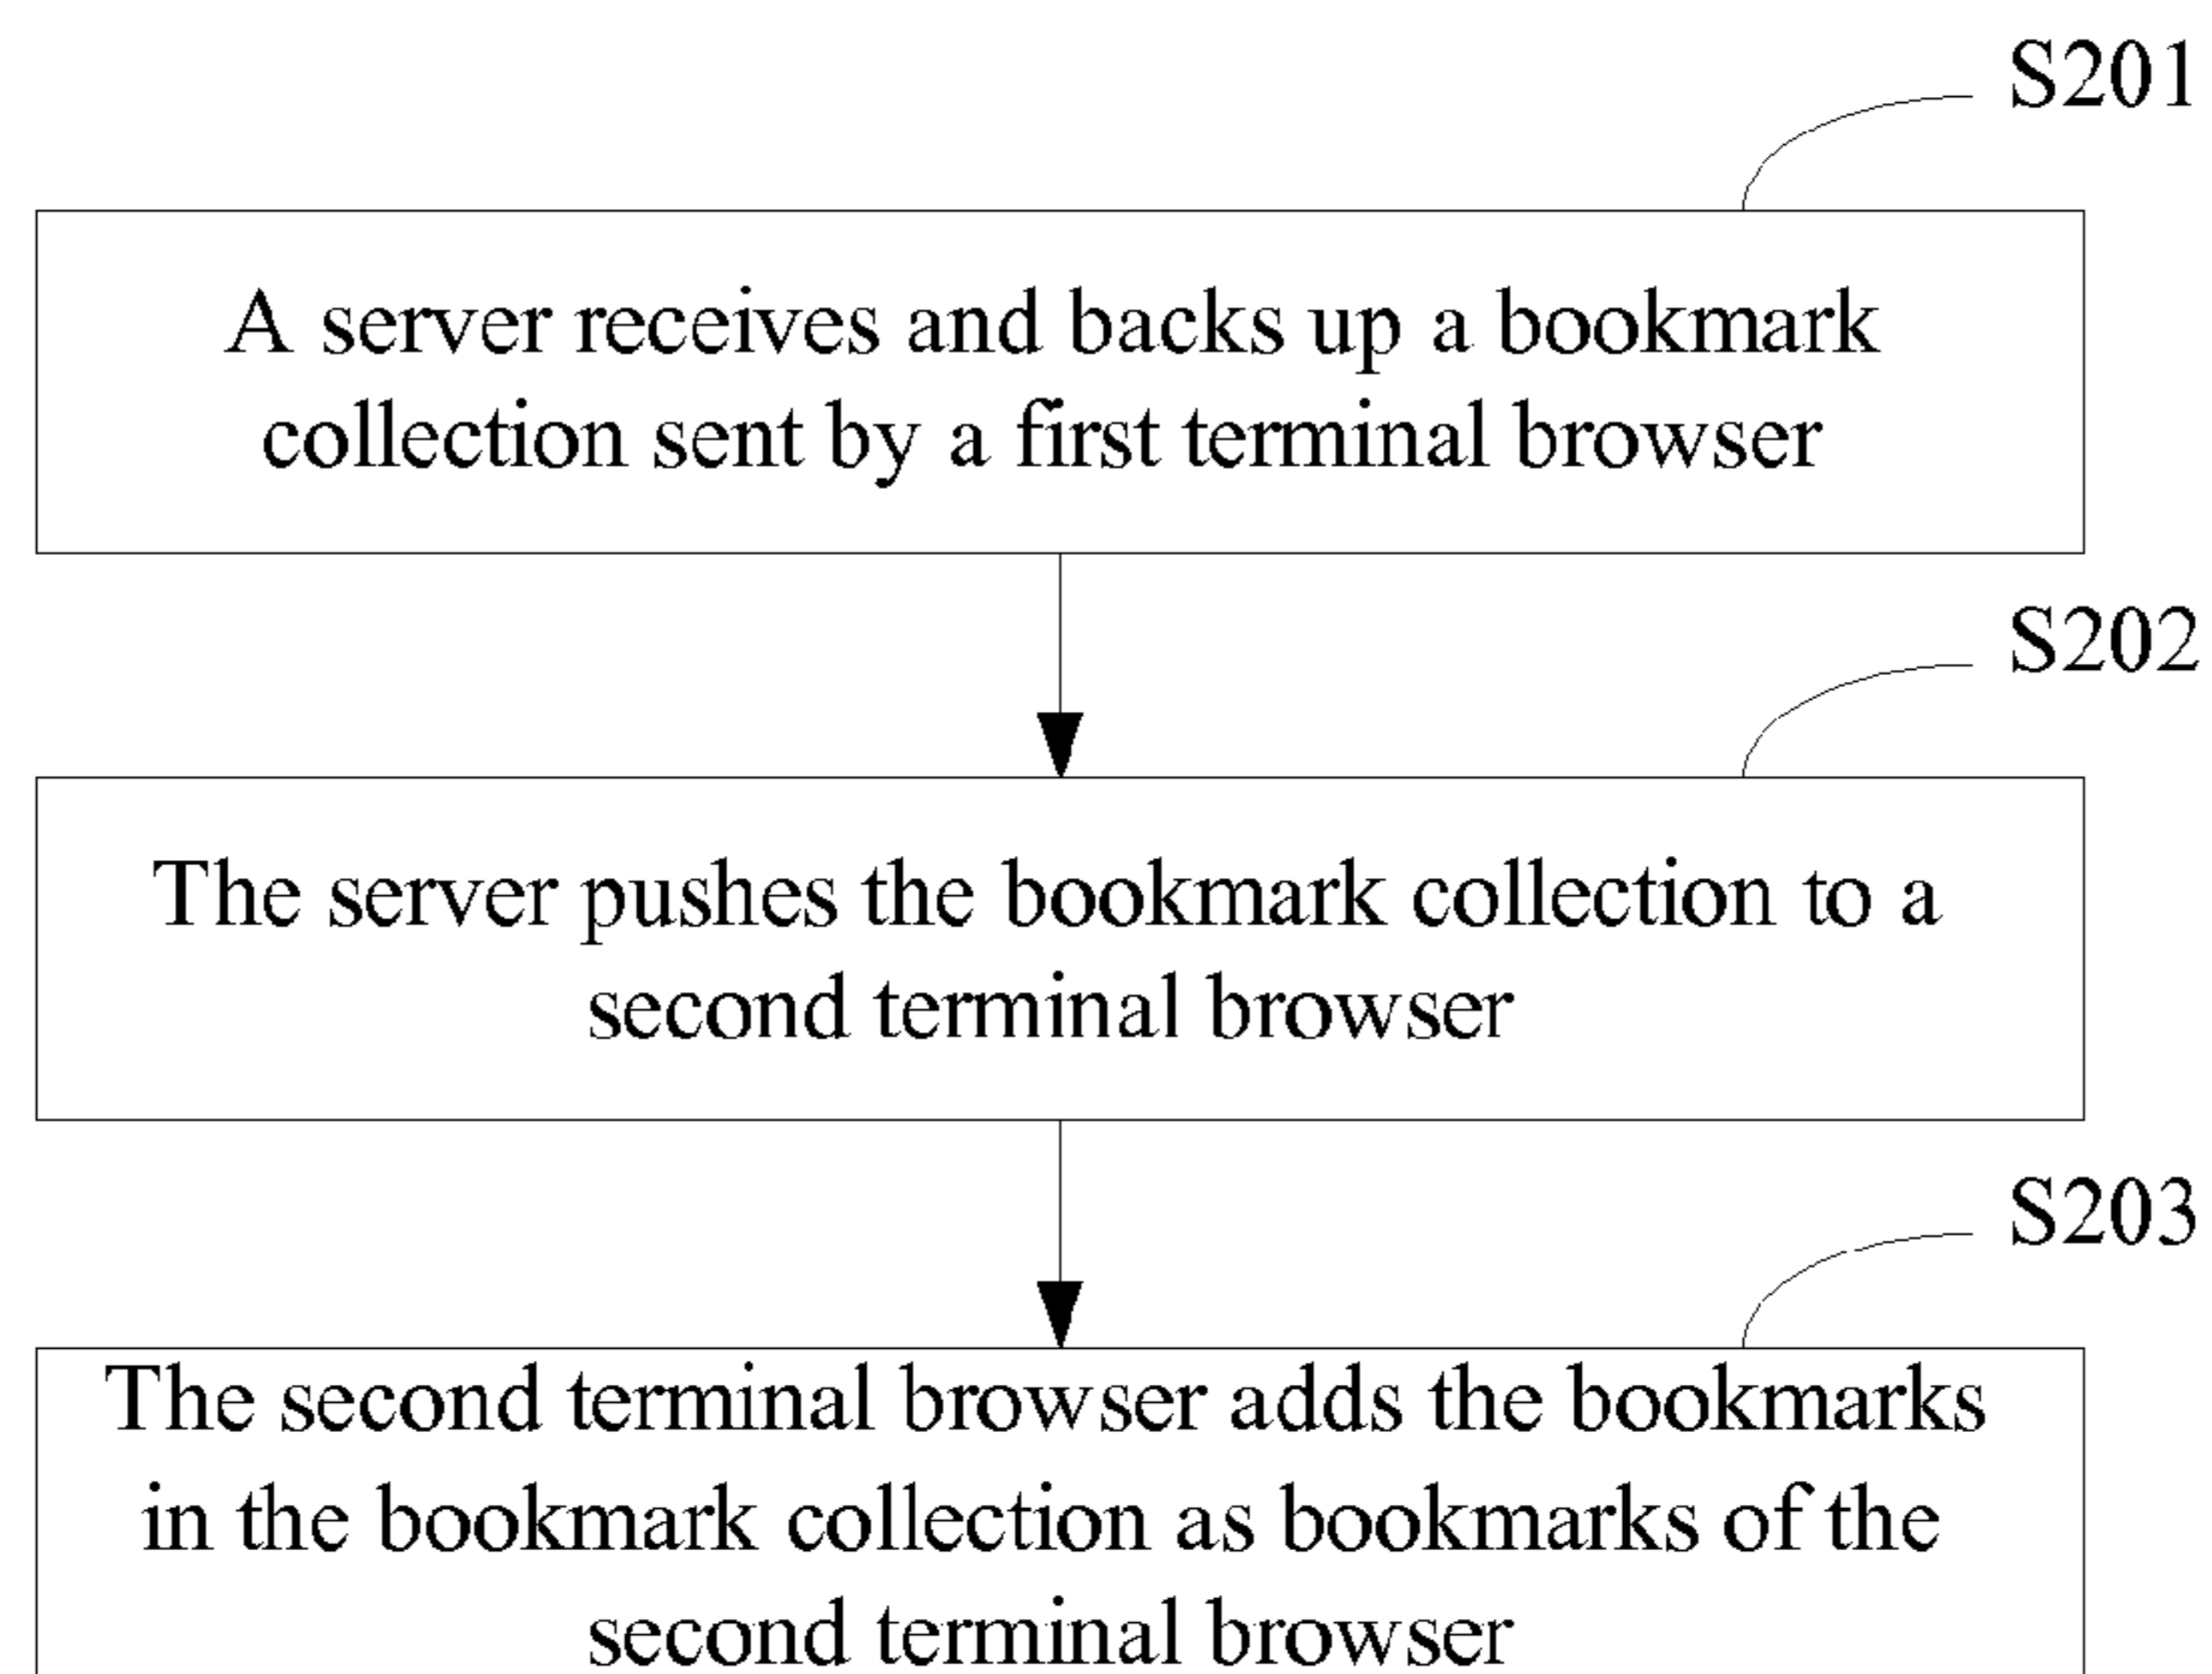 S201
A server receives and backs up a bookmark
collection sent by a first terminal browser
S202
The server pushes the bookmark collection to a
second terminal browser
S203
The second terminal browser adds the bookmarks
in the bookmark collection as bookmarks of the
second terminal browser